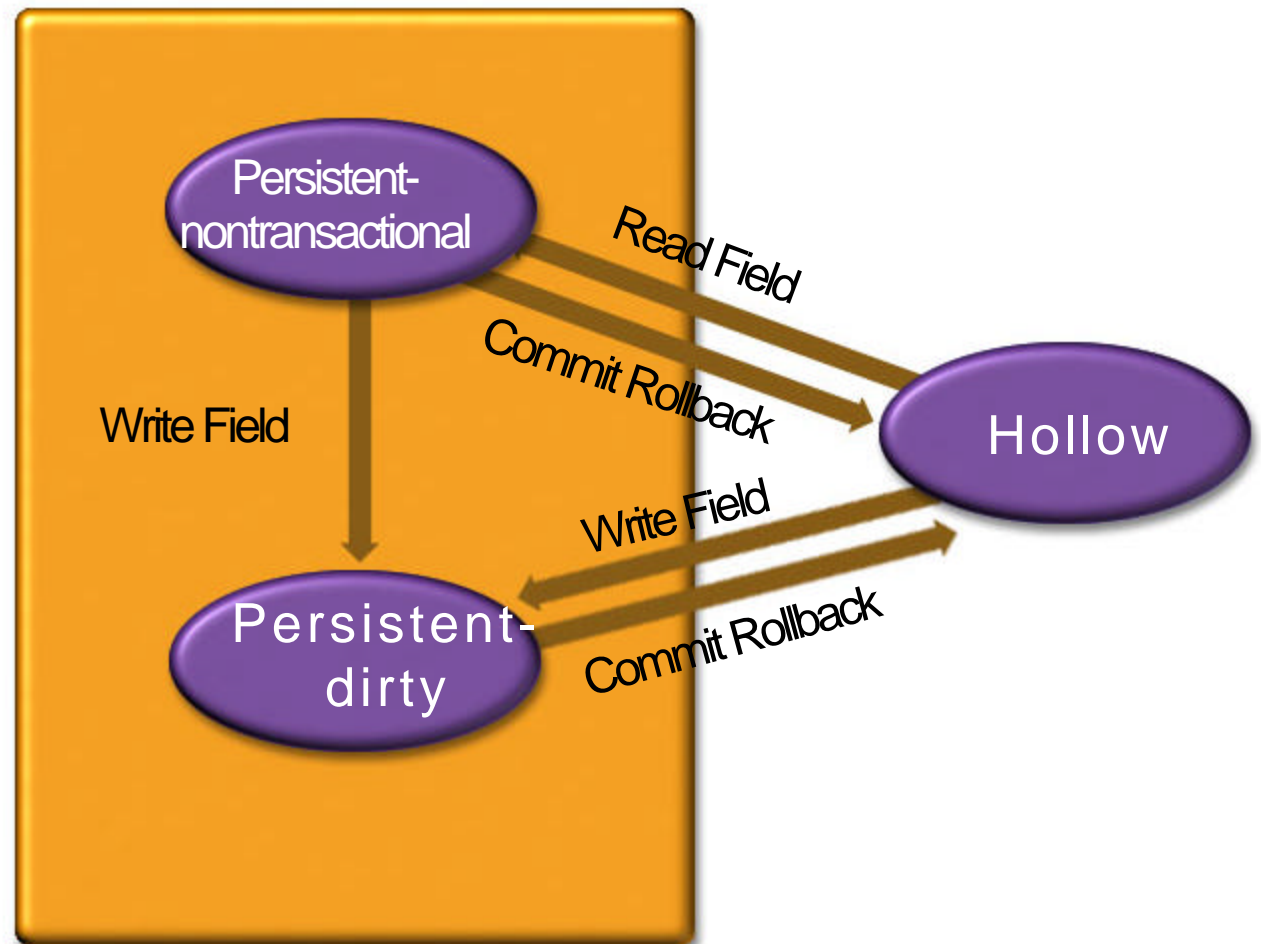 Persistent-
nontransactional
Read Field
Commit Rollback
Write Field
Hollow
Write Field
Persistent-
dirty
Commit Rollback